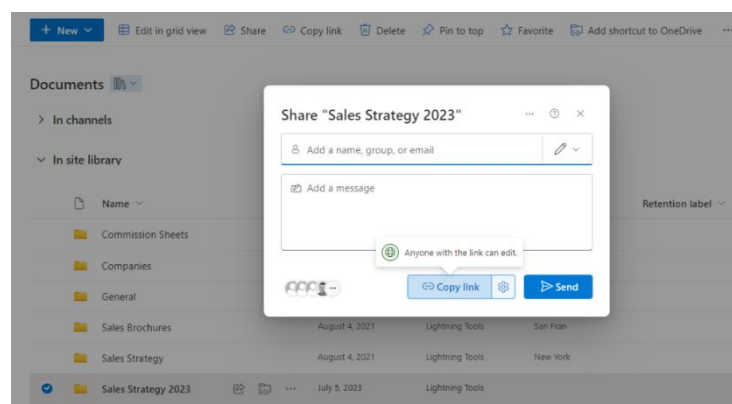 + New Edit in grid view Share Copy link Delete Pin to top Favorite Add shortcut to OneDrive ...
Documents
In channels
In site library
Name Retention label
Commission Sheets
Companies
General
Sales Brochures August 4, 2021 Lightning Tools San Fran
Sales Strategy August 4, 2021 Lightning Tools New York
Sales Strategy 2023 ... July 5, 2023 Lightning Tools
Share "Sales Strategy 2023" ...
Add a name, group, or email
Add a message
Anyone with the link can edit.
Copy link Send